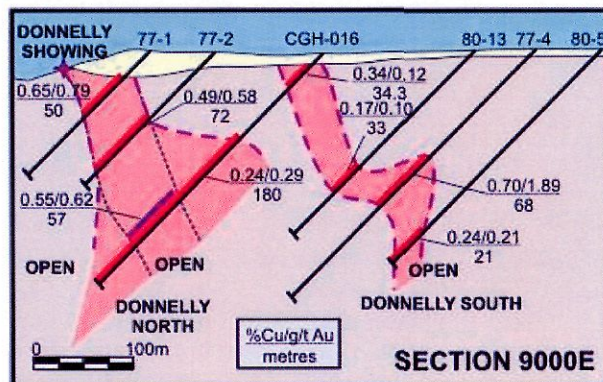 DONNELLY
SHOWING
77-1
77-2
CGH-016
80-13
77-4
80-5
0.65/0.79
50
0.49/0.58
72
0.34/0.12
34.3
0.17/0.10
33
0.24/0.29
180
0.70/1.89
68
0.55/0.62
57
0.24/0.21
21
OPEN
OPEN
OPEN
DONNELLY
NORTH
DONNELLY SOUTH
0
100m
%Cu/g/t Au
metres
SECTION 9000E